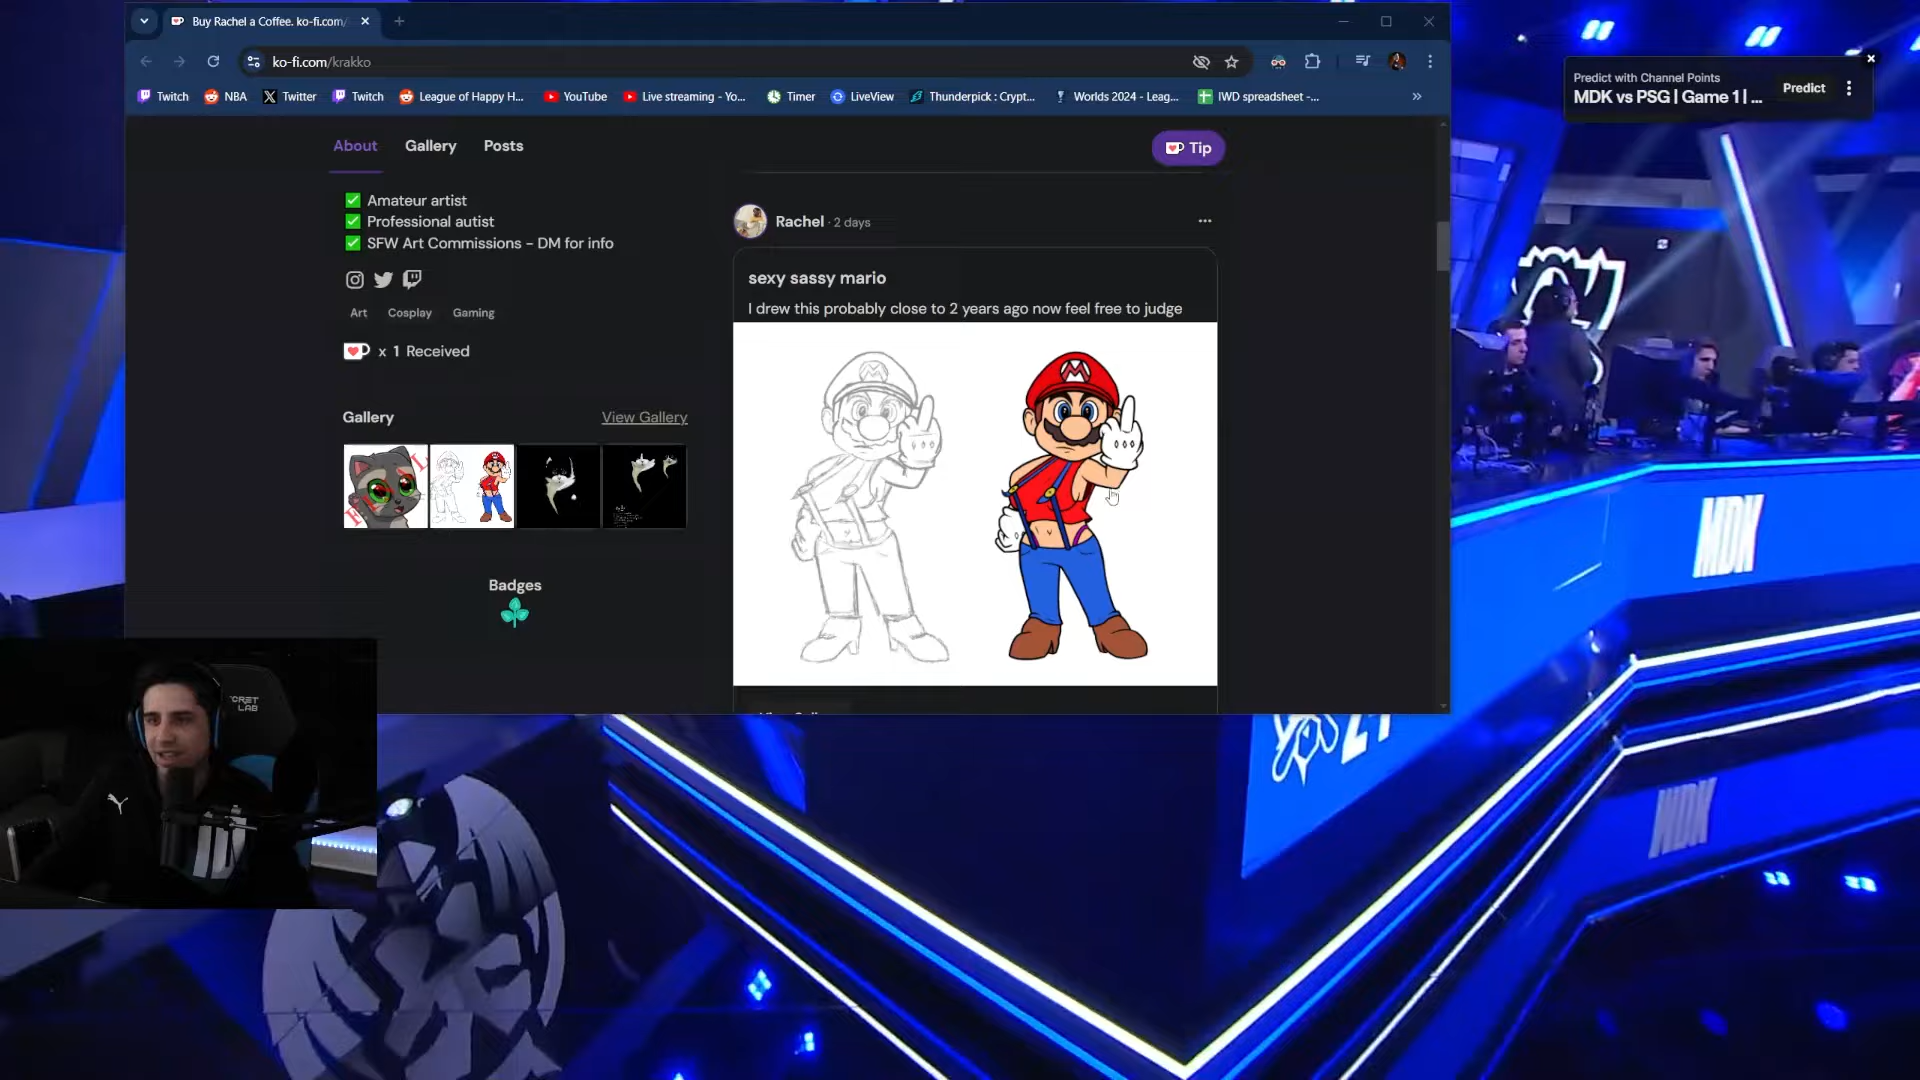 Buy Rachel a Coffee. ko-fi.com/
ko-fi.com/krakko
Twitch
NBA
Twitter
Twitch
League of Happy H...
YouTube
Live streaming - Yo...
Timer
LiveView
Thunderpick : Crypt...
Worlds 2024 - Leag...
IWD spreadsheet -...
Predict with Channel Points
MDK vs PSG | Game 1 | ...
Predict
About
Gallery
Posts
Tip
✅ Amateur artist
✅ Professional autist
✅ SFW Art Commissions - DM for info
Art
Cosplay
Gaming
x 1 Received
Gallery
View Gallery
Badges
Rachel · 2 days
sexy sassy mario
I drew this probably close to 2 years ago now feel free to judge
M
M
MDK
MDK
CRET
LAB